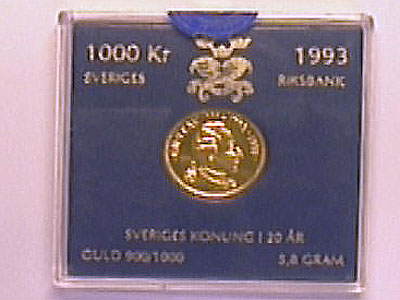 1000 Kr 1993
SVERIGES RIKSBANK
SVERIGES KONUNG I 20 ÅR
GULD 900/1000 5,8 GRAM